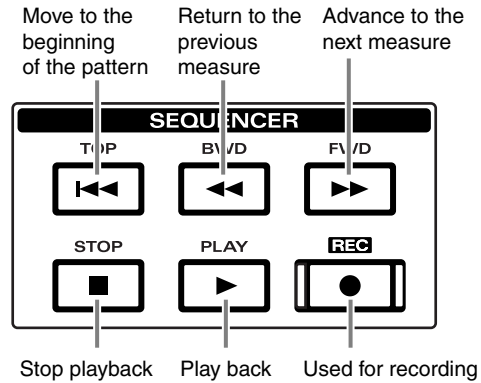 Move to the Return to the Advance to the
beginning previous next measure
of the pattern measure
SEQUENCER
TOP BWD FWD
STOP PLAY REC
Stop playback Play back Used for recording